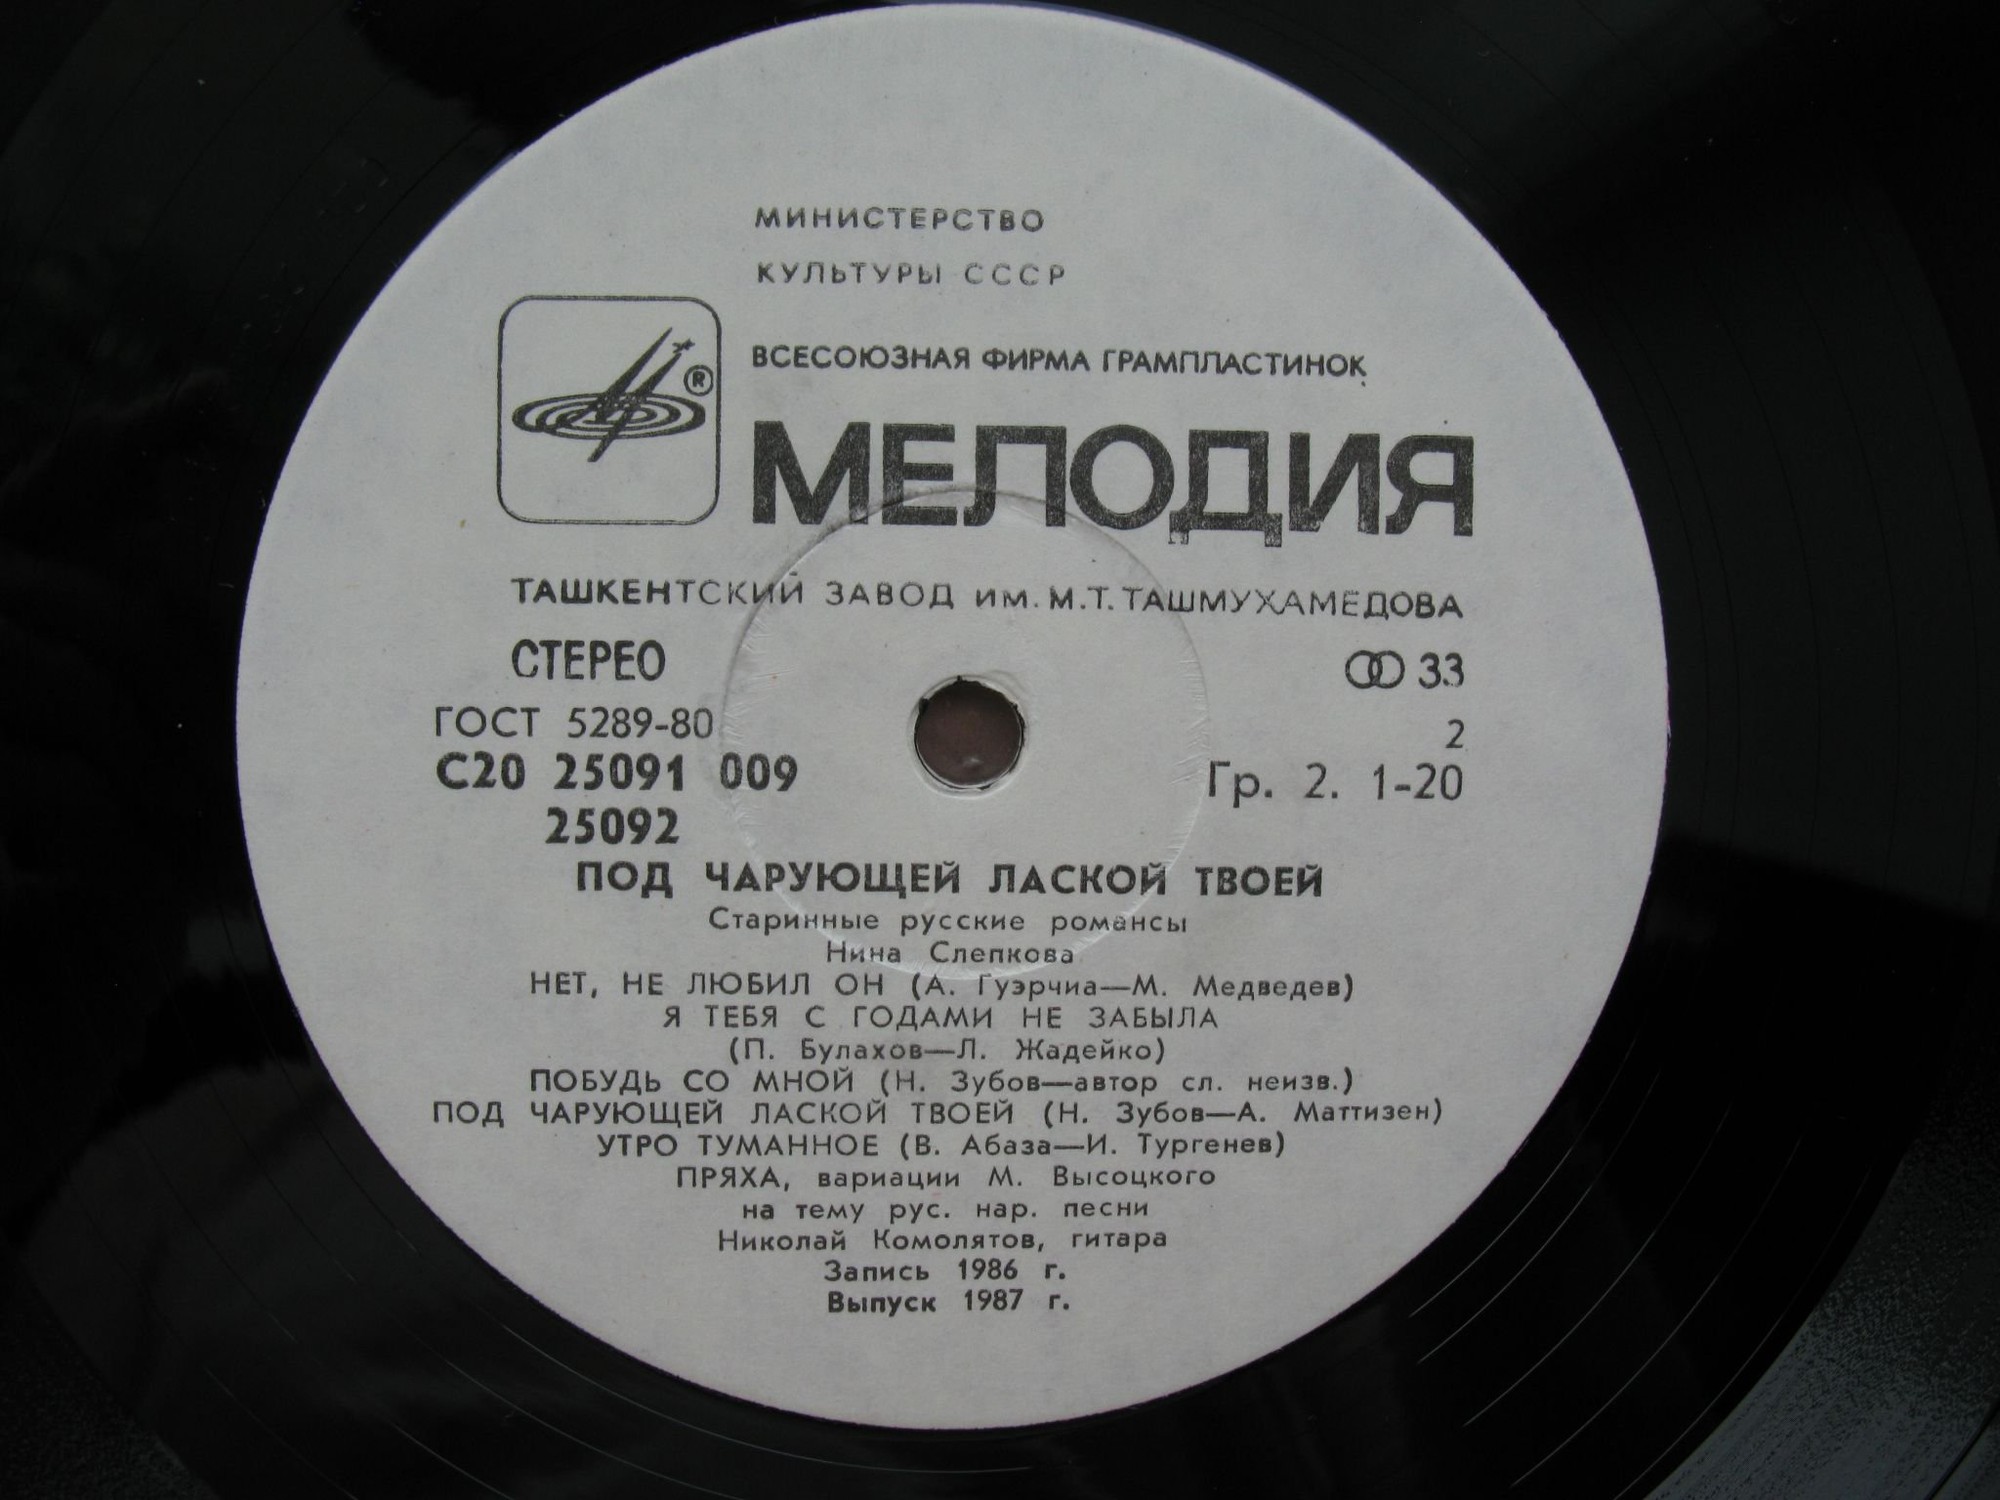 МИНИСТЕРСТВО
КУЛЬТУРЫ СССР
ВСЕСОЮЗНАЯ ФИРМА ГРАМПЛАСТИНОК
®
МЕЛОДИЯ
ТАШКЕНТСКИЙ ЗАВОД ИМ. М.Т. ТАШМУХАМЕДОВА
СТЕРЕО 33
ГОСТ 5289-80 2
С20 25091 009 Гр. 2. 1-20
25092
ПОД ЧАРУЮЩЕЙ ЛАСКОЙ ТВОЕЙ
Старинные русские романсы
Нина Слепкова
НЕТ, НЕ ЛЮБИЛ ОН (А. Гуэрчиа—М. Медведев)
Я ТЕБЯ С ГОДАМИ НЕ ЗАБЫЛА
(П. Булахов—Л. Жадейко)
ПОБУДЬ СО МНОЙ (Н. Зубов—автор сл. неизв.)
ПОД ЧАРУЮЩЕЙ ЛАСКОЙ ТВОЕЙ (Н. Зубов—А. Маттизен)
УТРО ТУМАННОЕ (В. Абаза—И. Тургенев)
ПРЯХА, вариации М. Высоцкого
на тему рус. нар. песни
Николай Комолятов, гитара
Запись 1986 г.
Выпуск 1987 г.